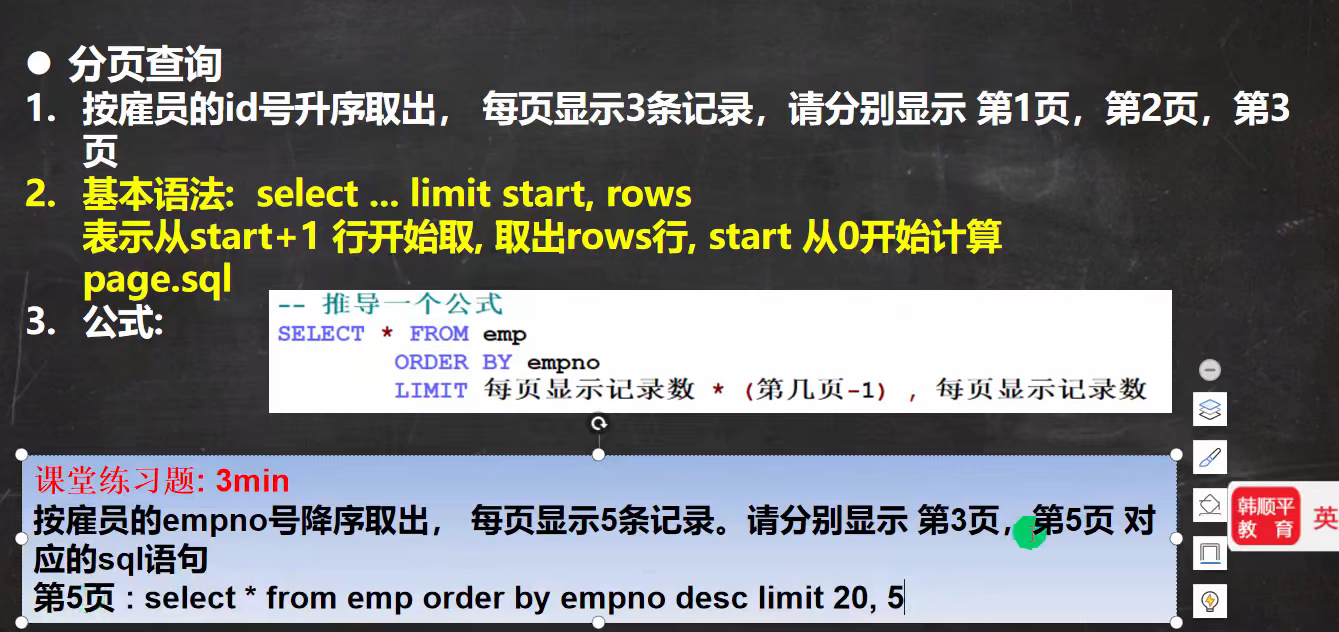 ● 分页查询
1. 按雇员的id号升序取出， 每页显示3条记录，请分别显示 第1页，第2页，第3
页
2. 基本语法: select ... limit start, rows
表示从start+1 行开始取, 取出rows行, start 从0开始计算
page.sql
3. 公式:
-- 推导一个公式
SELECT * FROM emp
ORDER BY empno
LIMIT 每页显示记录数 * (第几页-1) , 每页显示记录数
课堂练习题: 3min
按雇员的empno号降序取出， 每页显示5条记录。请分别显示 第3页，第5页 对
应的sql语句
第5页 : select * from emp order by empno desc limit 20, 5
韩顺平
教 育
英